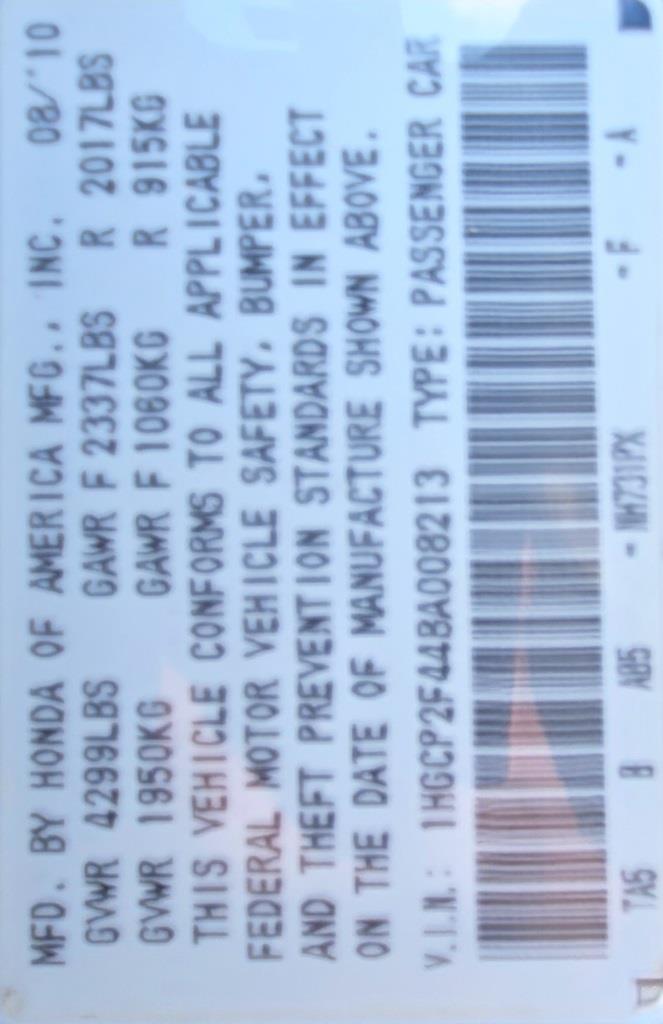 MFD. BY HONDA OF AMERICA MFG., INC. 08/'10
GVWR 4299LBS GAWR F 2337LBS R 2017LBS
GVWR 1950KG GAWR F 1060KG R 915KG
THIS VEHICLE CONFORMS TO ALL APPLICABLE
FEDERAL MOTOR VEHICLE SAFETY, BUMPER,
AND THEFT PREVENTION STANDARDS IN EFFECT
ON THE DATE OF MANUFACTURE SHOWN ABOVE.
V.I.N.: 1HGCP2F44BA008213 TYPE: PASSENGER CAR
TA5 B - NH731PX - F - A